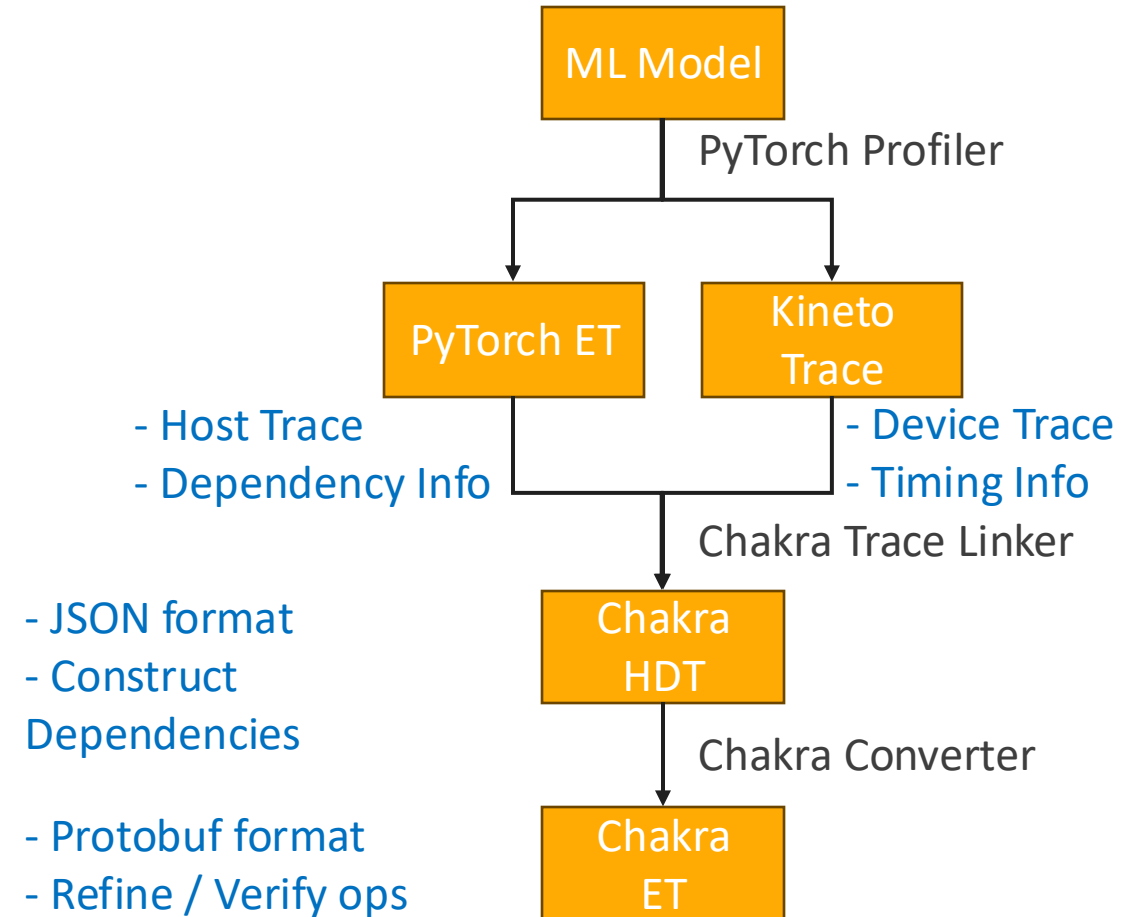 ML Model
PyTorch Profiler
PyTorch ET
Kineto
Trace
- Host Trace
- Dependency Info
- Device Trace
- Timing Info
Chakra Trace Linker
- JSON format
- Construct
Dependencies
Chakra
HDT
Chakra Converter
- Protobuf format
- Refine / Verify ops
Chakra
ET